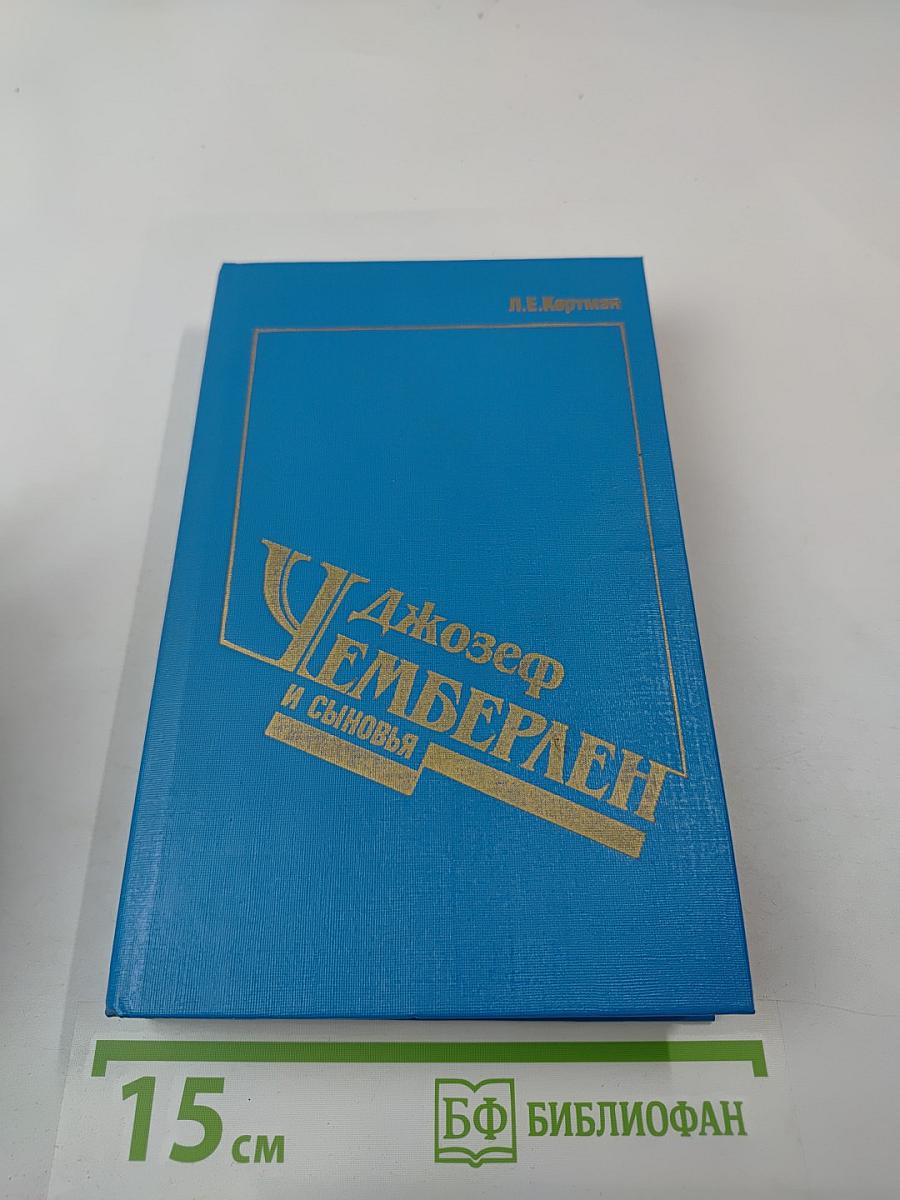 Л.Е.Кертман
Джозеф
ЧЕМБЕРЛЕН
и сыновья
15 см
БФ БИБЛИОФАН